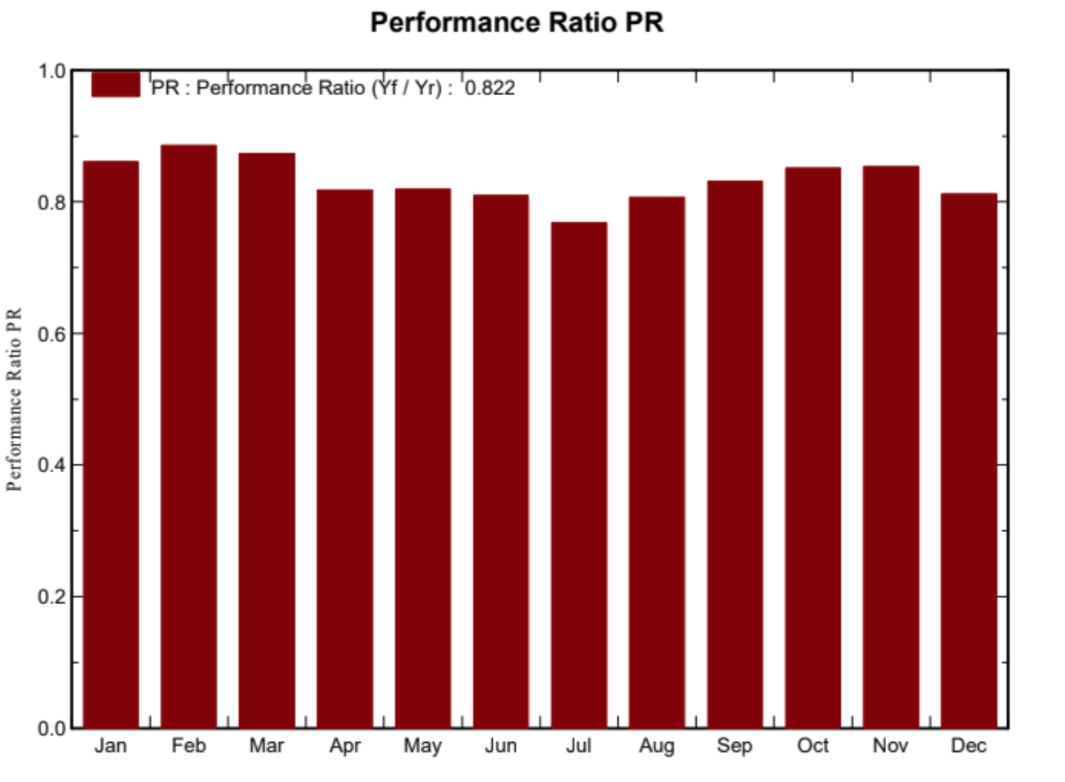 Performance Ratio PR
PR : Performance Ratio (Yf / Yr) : 0.822
Performance Ratio PR
1.0
0.8
0.6
0.4
0.2
0.0
Jan Feb Mar Apr May Jun Jul Aug Sep Oct Nov Dec